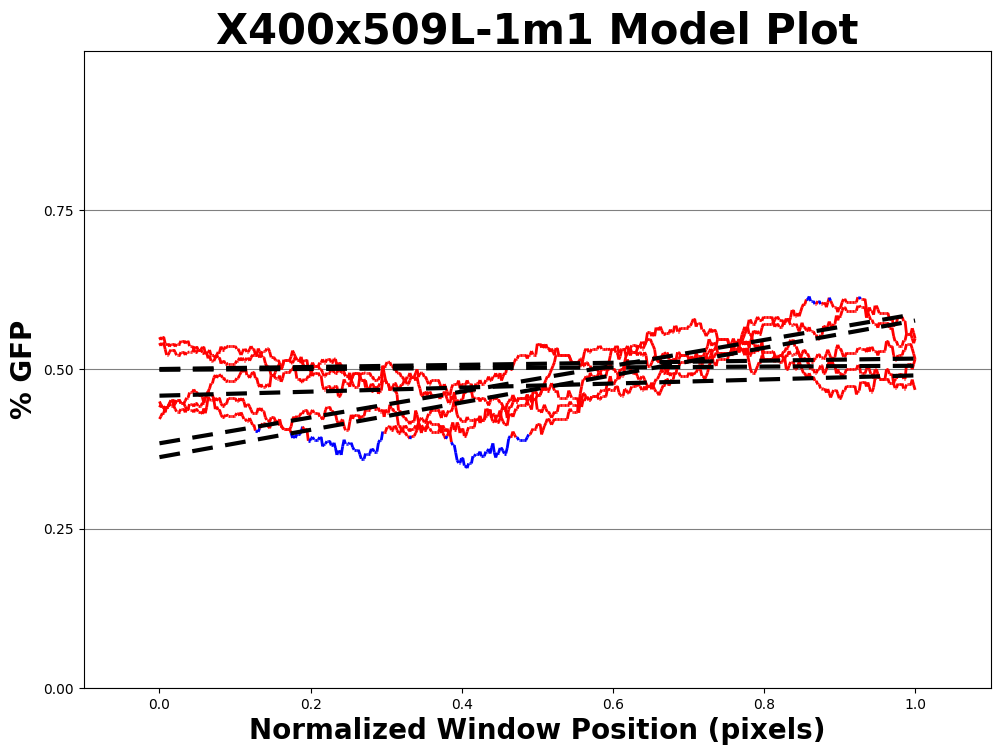 X400x509L-1m1 Model Plot
% GFP
0.75
0.50
0.25
0.00
0.0 0.2 0.4 0.6 0.8 1.0
Normalized Window Position (pixels)